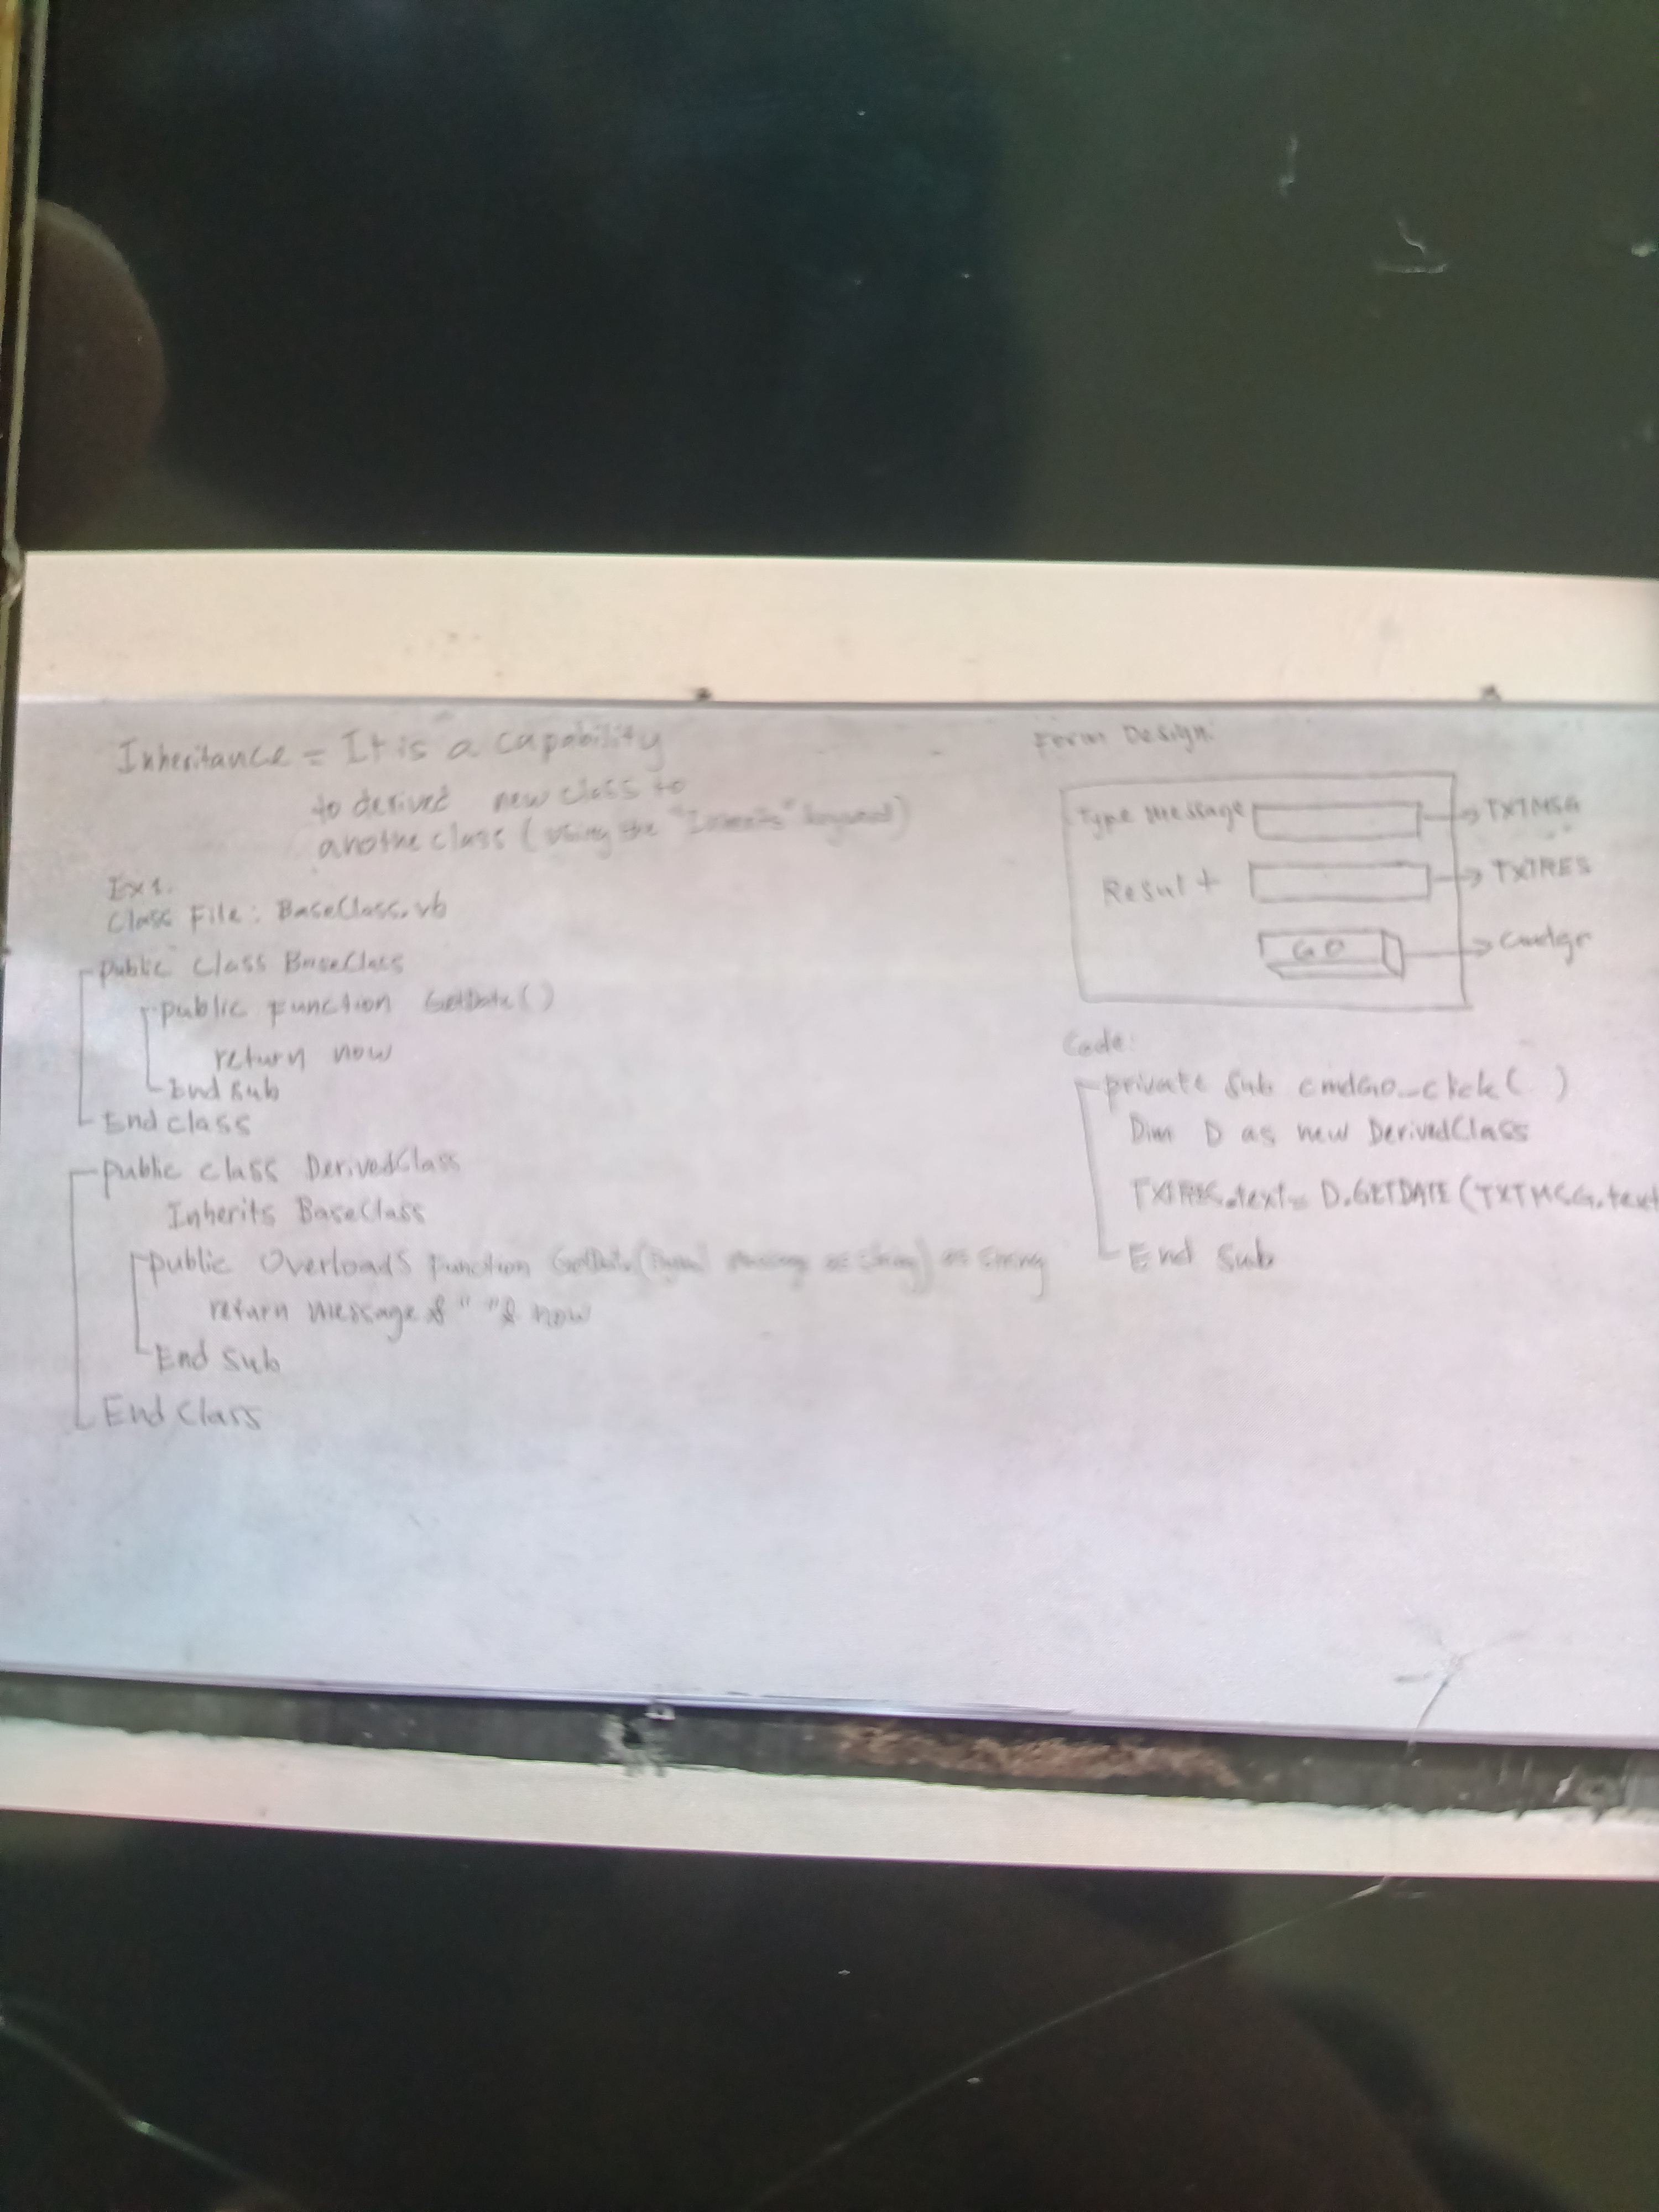 Inheritance = It is a capability
to derived new class to
anothe class (using the "Inherits" keyword)
Ex 1.
Class File: BaseClass.vb
public class BaseClass
public function GetDate()
return now
End sub
End class
public class DerivedClass
Inherits BaseClass
public Overloads Function GetDate( message as string) as string
return message & " " & now
End Sub
End Class
Form Design:
Type message
TXTMSG
Result
TXTRES
GO
cmdgo
Code:
private sub cmdGO_click( )
Dim D as new DerivedClass
TXTRES.text= D.GETDATE(TXTMSG.text
End Sub